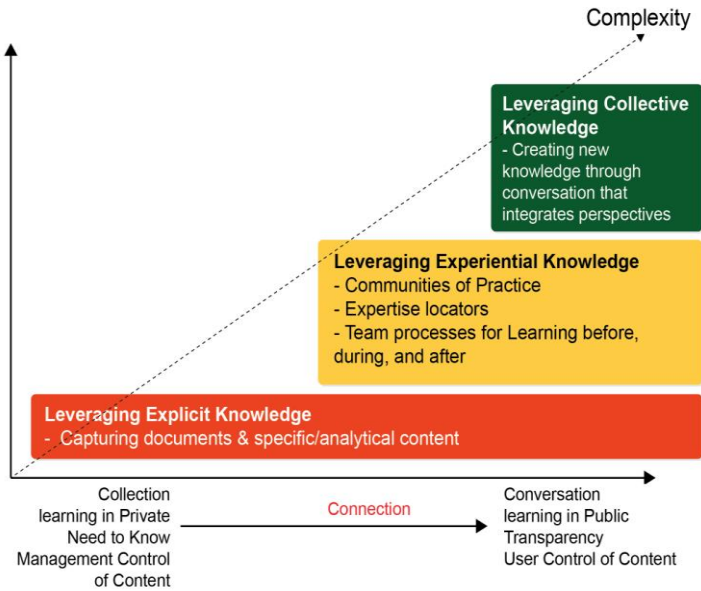 Complexity
Leveraging Collective
Knowledge
- Creating new
knowledge through
conversation that
integrates perspectives
Leveraging Experiential Knowledge
- Communities of Practice
- Expertise locators
- Team processes for Learning before,
during, and after
Leveraging Explicit Knowledge
- Capturing documents & specific/analytical content
Collection
learning in Private
Need to Know
Management Control
of Content
Connection
Conversation
learning in Public
Transparency
User Control of Content